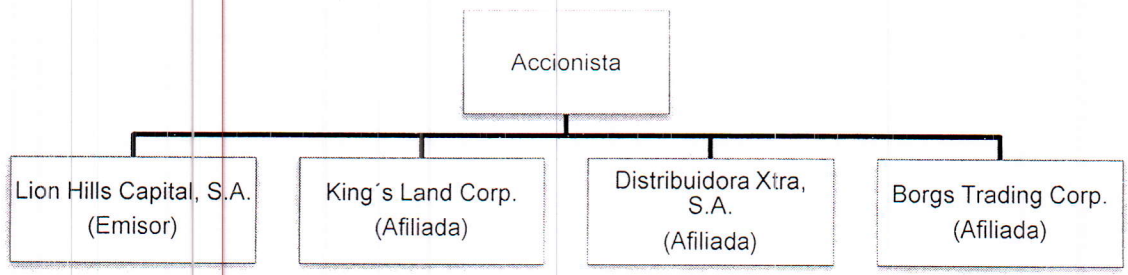 Accionista
Lion Hills Capital, S.A.
(Emisor)
King´s Land Corp.
(Afiliada)
Distribuidora Xtra,
S.A.
(Afiliada)
Borgs Trading Corp.
(Afiliada)